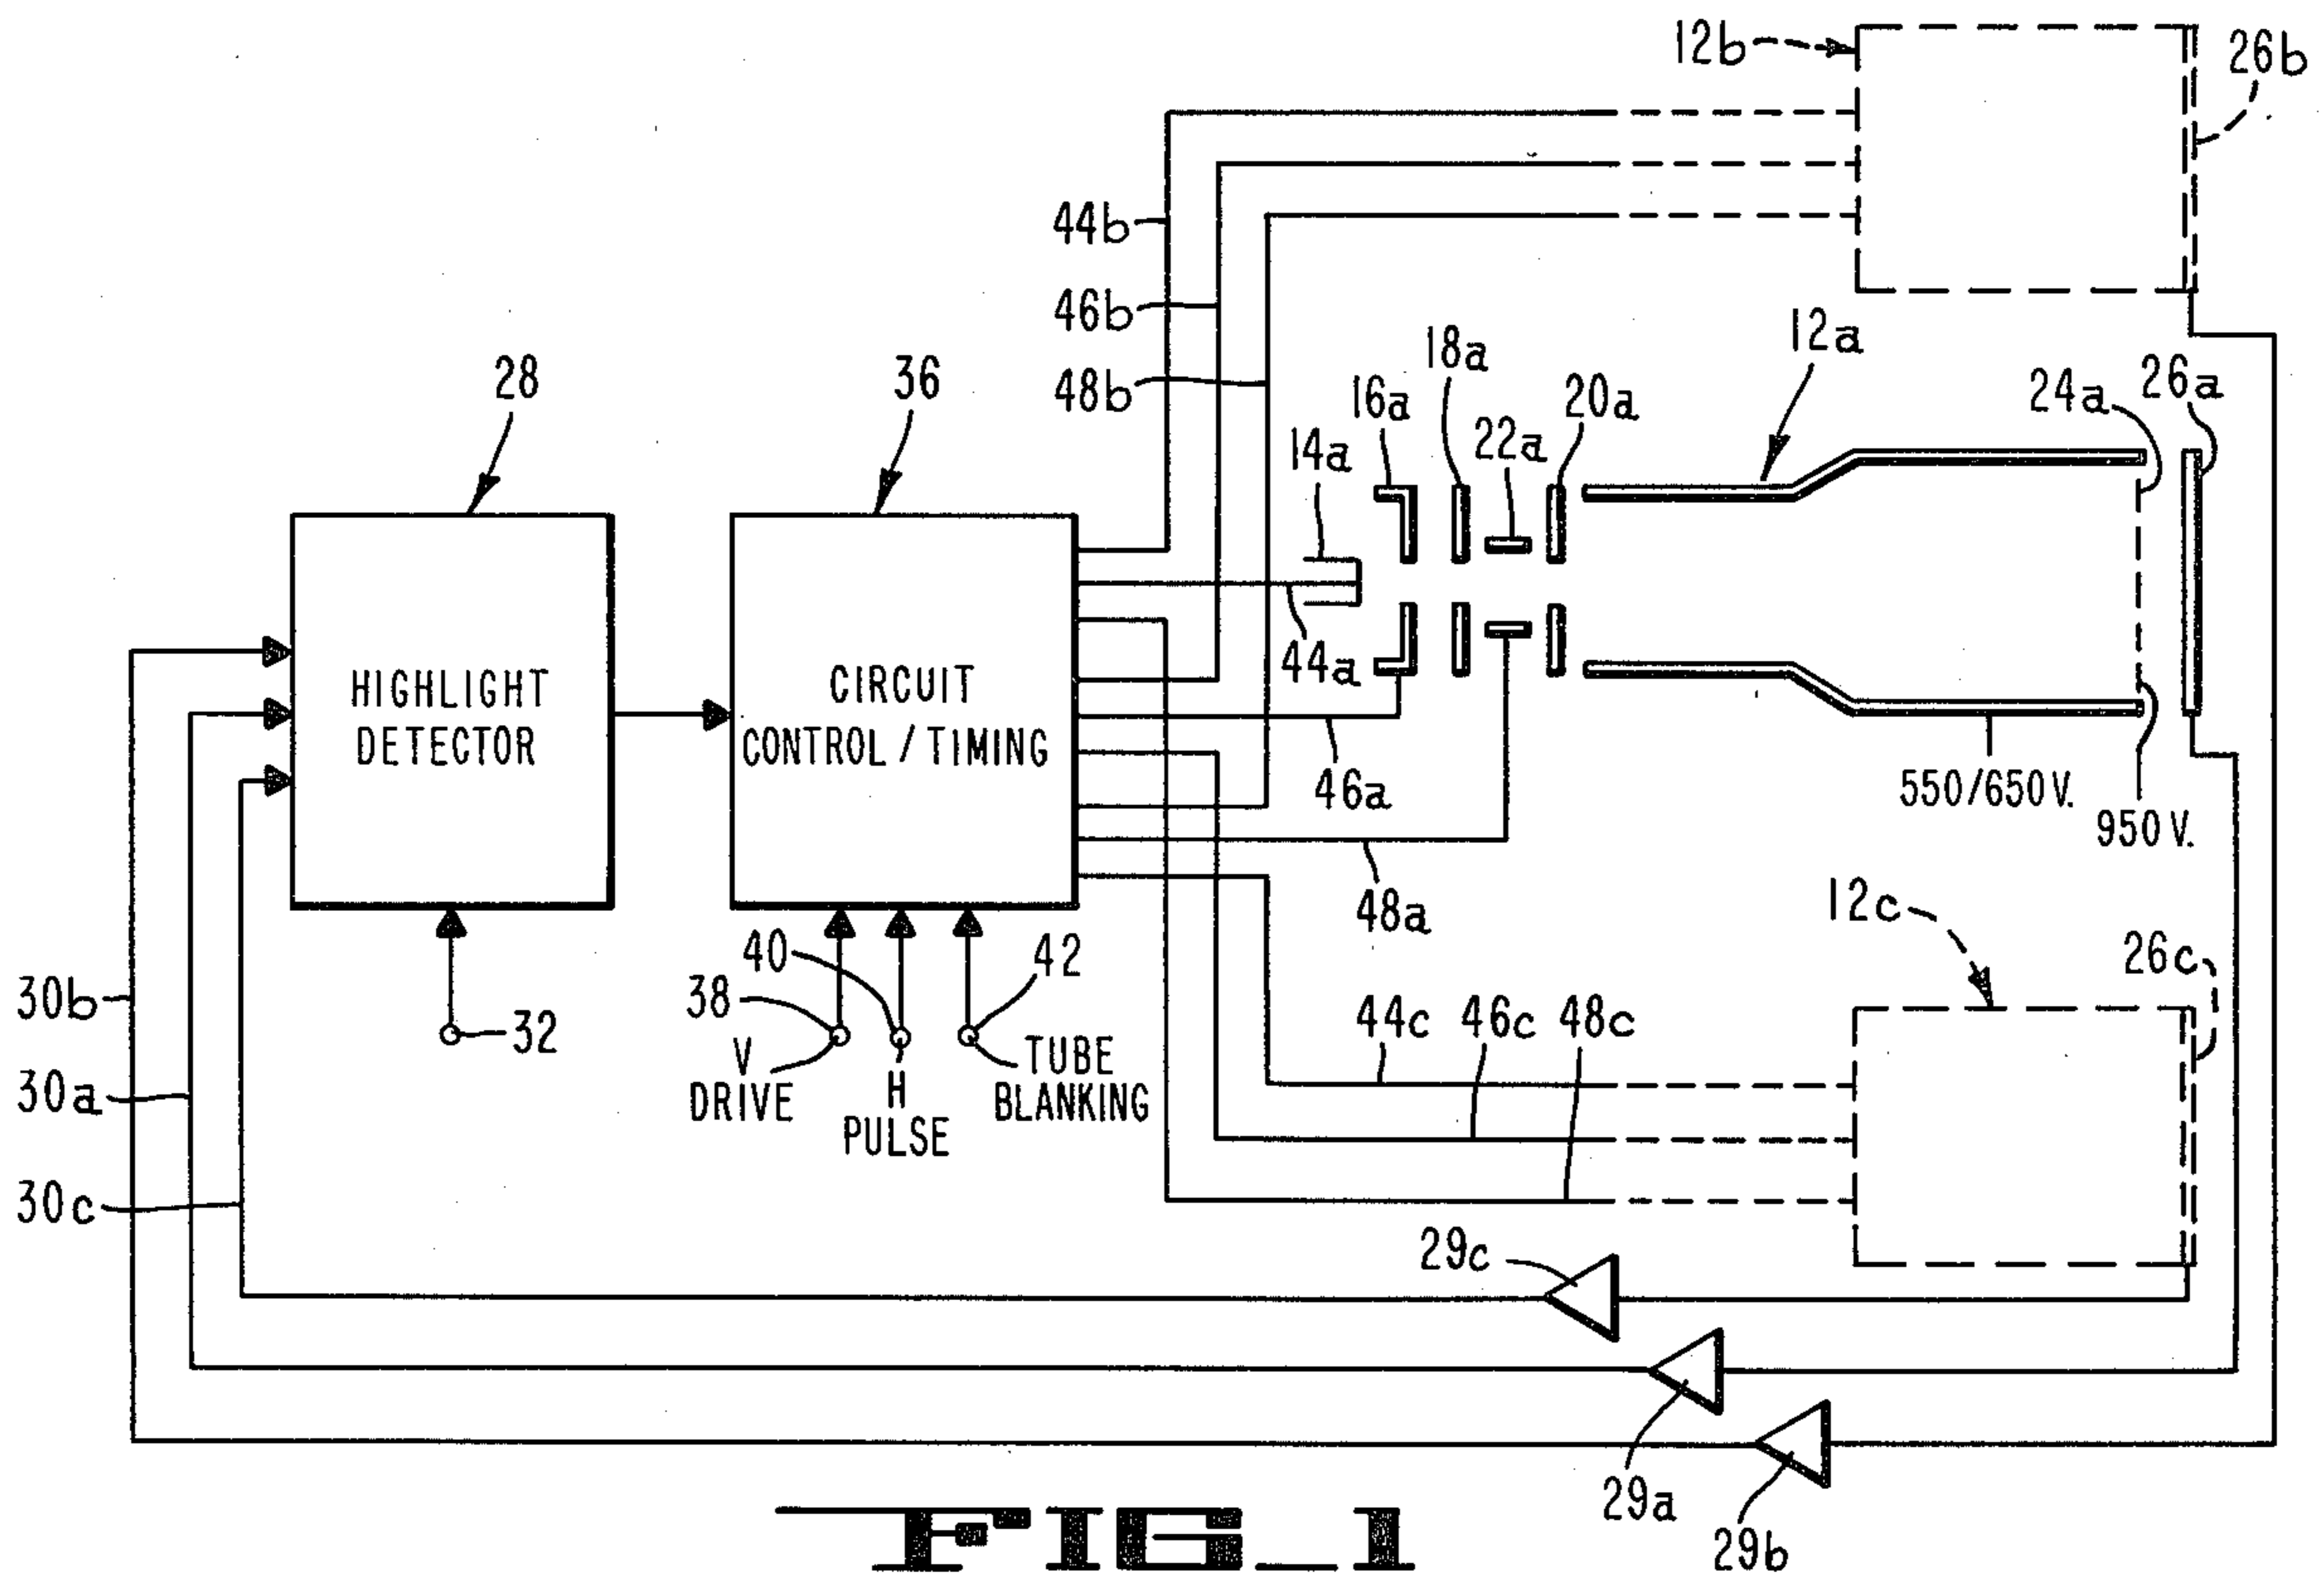 12b
26b
44b
46b
48b
12a
18a
16a
20a
22a
14a
24a
26a
28
36
HIGHLIGHT
DETECTOR
CIRCUIT
CONTROL / TIMING
44a
46a
48a
550/650 V.
950 V.
12c
26c
30b
30a
30c
32
38
V
DRIVE
40
H
PULSE
42
TUBE
BLANKING
44c
46c
48c
29c
29a
29b
FIG_1